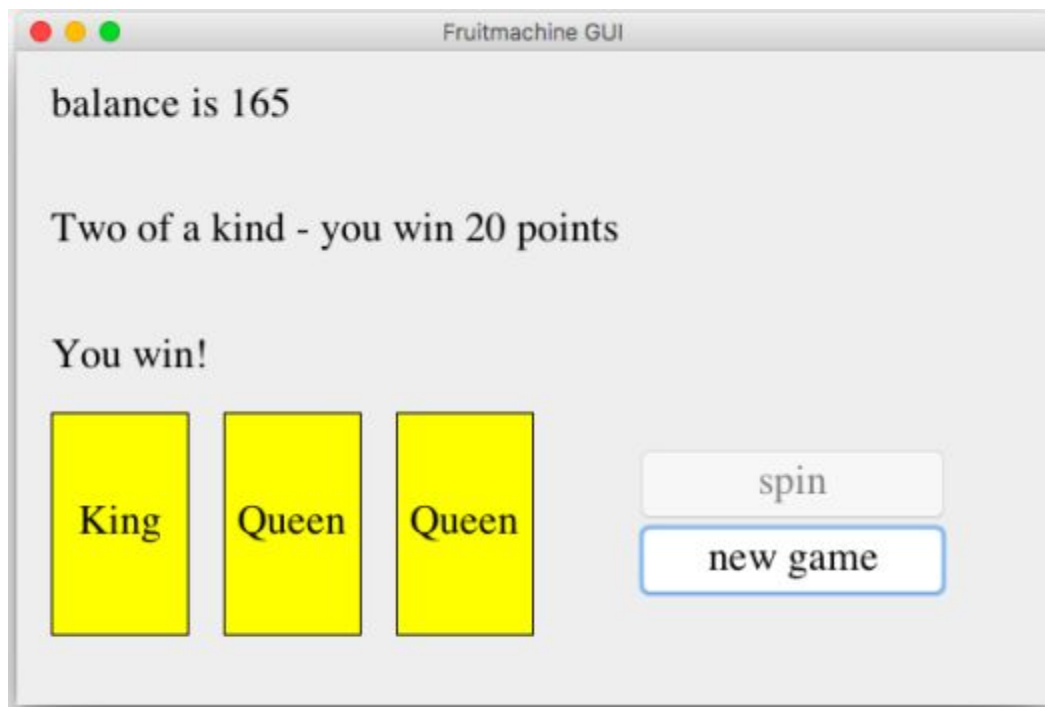 Fruitmachine GUI
balance is 165
Two of a kind - you win 20 points
You win!
King Queen Queen
spin
new game